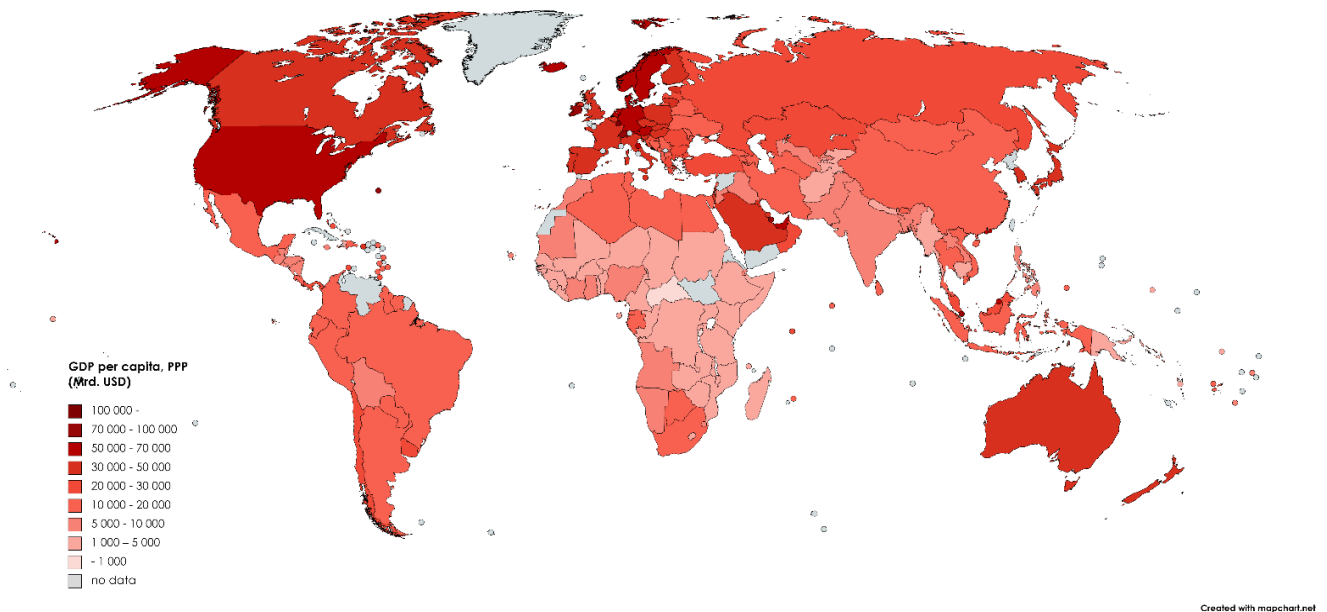 GDP per capita, PPP
(Mrd. USD)
100 000 -
70 000 - 100 000
50 000 - 70 000
30 000 - 50 000
20 000 - 30 000
10 000 - 20 000
5 000 - 10 000
1 000 – 5 000
- 1 000
no data
Created with mapchart.net